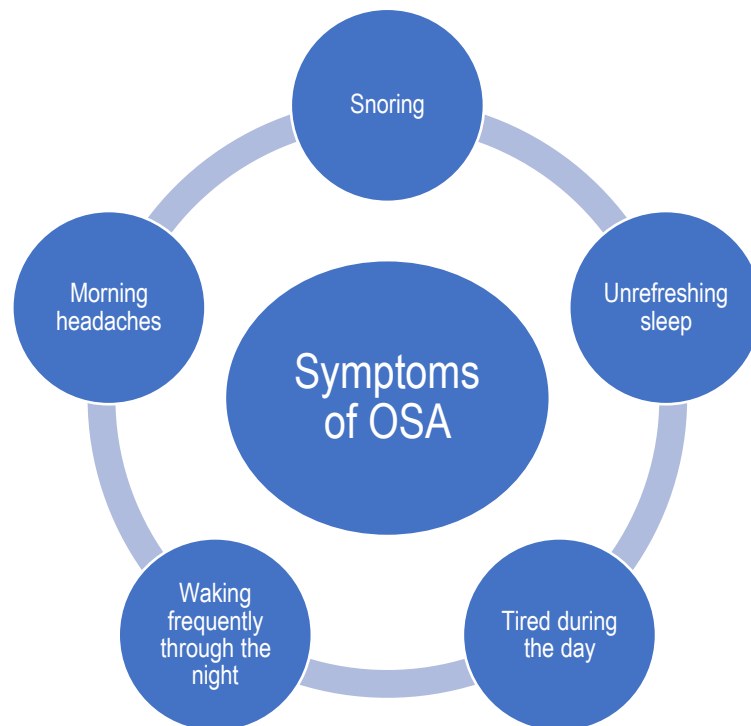 Snoring
Unrefreshing
sleep
Tired during
the day
Waking
frequently
through the
night
Morning
headaches
Symptoms
of OSA